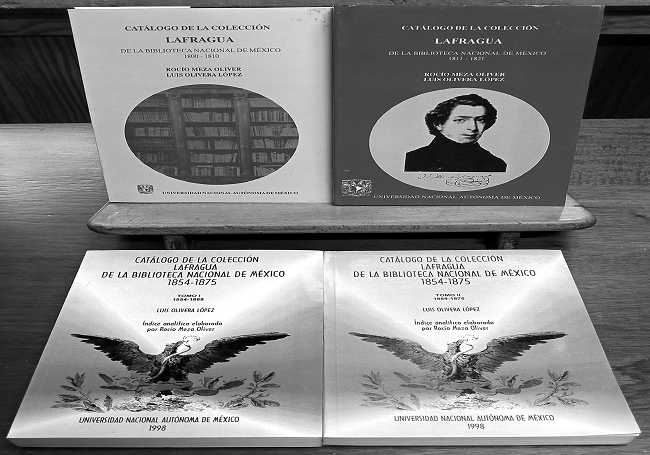 CATÁLOGO DE LA COLECCIÓN
LAFRAGUA
DE LA BIBLIOTECA NACIONAL DE MÉXICO
1800 - 1810
ROCÍO MEZA OLIVER
LUIS OLIVERA LÓPEZ
UNIVERSIDAD NACIONAL AUTÓNOMA DE MÉXICO
CATÁLOGO DE LA COLECCIÓN
LAFRAGUA
DE LA BIBLIOTECA NACIONAL DE MÉXICO
1811 - 1821
ROCÍO MEZA OLIVER
LUIS OLIVERA LÓPEZ
UNIVERSIDAD NACIONAL AUTÓNOMA DE MÉXICO
CATÁLOGO DE LA COLECCIÓN
LAFRAGUA
DE LA BIBLIOTECA NACIONAL DE MÉXICO
1854-1875
TOMO I
1854-1868
LUIS OLIVERA LÓPEZ
Índice analítico elaborado
por Rocío Meza Oliver
UNIVERSIDAD NACIONAL AUTÓNOMA DE MÉXICO
1998
CATÁLOGO DE LA COLECCIÓN
LAFRAGUA
DE LA BIBLIOTECA NACIONAL DE MÉXICO
1854-1875
TOMO II
1869-1875
LUIS OLIVERA LÓPEZ
Índice analítico elaborado
por Rocío Meza Oliver
UNIVERSIDAD NACIONAL AUTÓNOMA DE MÉXICO
1998